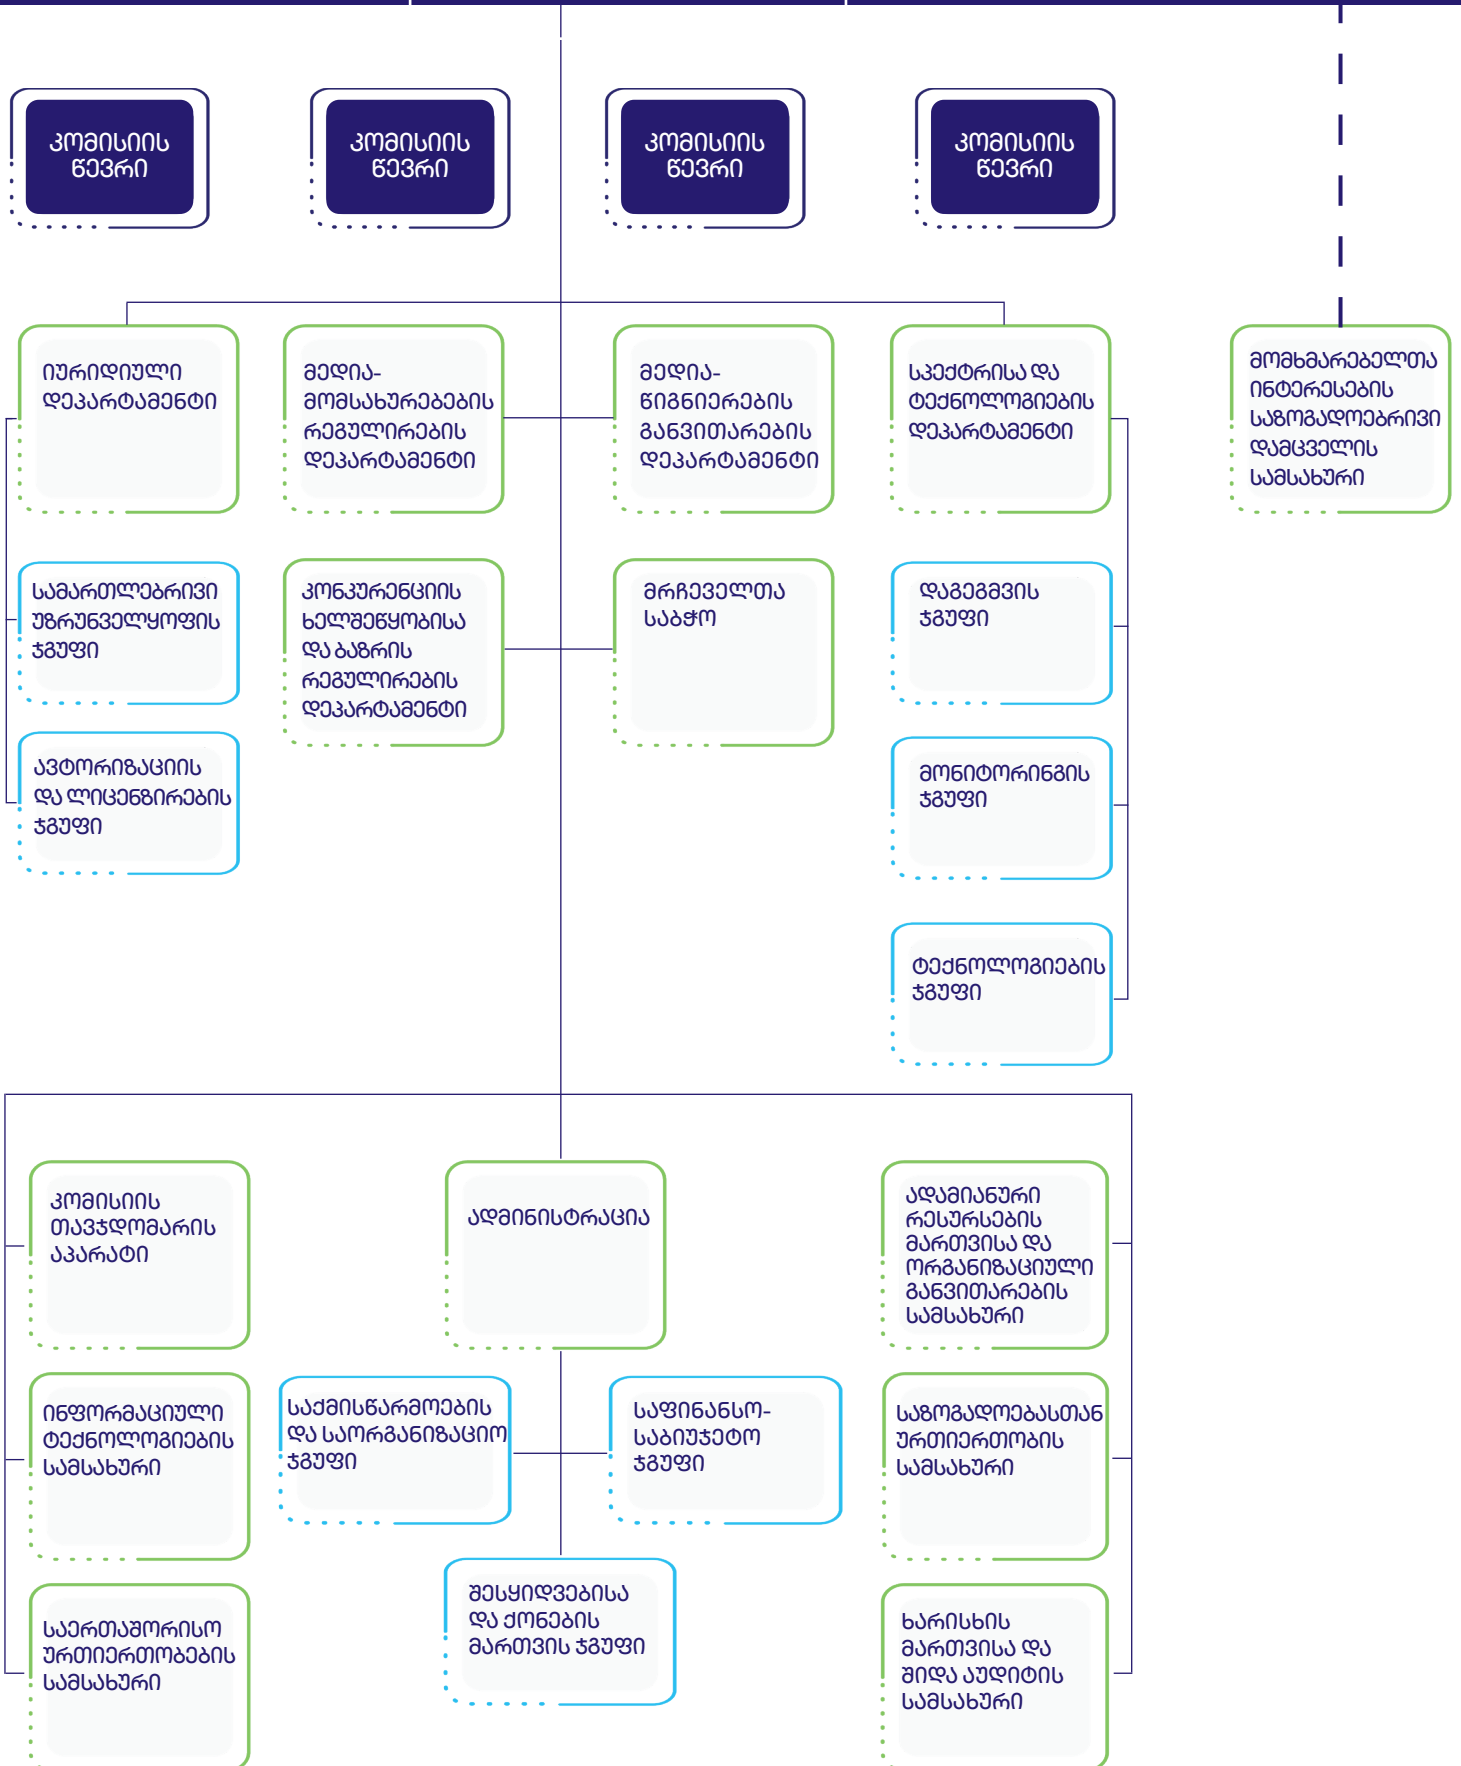 კომისიის
წევრი
კომისიის
წევრი
კომისიის
წევრი
კომისიის
წევრი
იურიდიული
დეპარტამენტი
მედია-
მომსახურებების
რეგულირების
დეპარტამენტი
მედია-
წიგნიერების
განვითარების
დეპარტამენტი
სპექტრისა და
ტექნოლოგიების
დეპარტამენტი
მომხმარებელთა
ინტერესების
საზოგადოებრივი
დამცველის
სამსახური
სამართლებრივი
უზრუნველყოფის
ჯგუფი
კონკურენციის
ხელშეწყობისა
და ბაზრის
რეგულირების
დეპარტამენტი
მრჩეველთა
საბჭო
დაგეგმვის
ჯგუფი
ავტორიზაციის
და ლიცენზირების
ჯგუფი
მონიტორინგის
ჯგუფი
ტექნოლოგიების
ჯგუფი
კომისიის
თავჯდომარის
აპარატი
ადმინისტრაცია
ადამიანური
რესურსების
მართვისა და
ორგანიზაციული
განვითარების
სამსახური
ინფორმაციული
ტექნოლოგიების
სამსახური
საქმისწარმოების
და საორგანიზაციო
ჯგუფი
საფინანსო-
საბიუჯეტო
ჯგუფი
საზოგადოებასთან
ურთიერთობის
სამსახური
საერთაშორისო
ურთიერთობების
სამსახური
შესყიდვებისა
და ქონების
მართვის ჯგუფი
ხარისხის
მართვისა და
შიდა აუდიტის
სამსახური